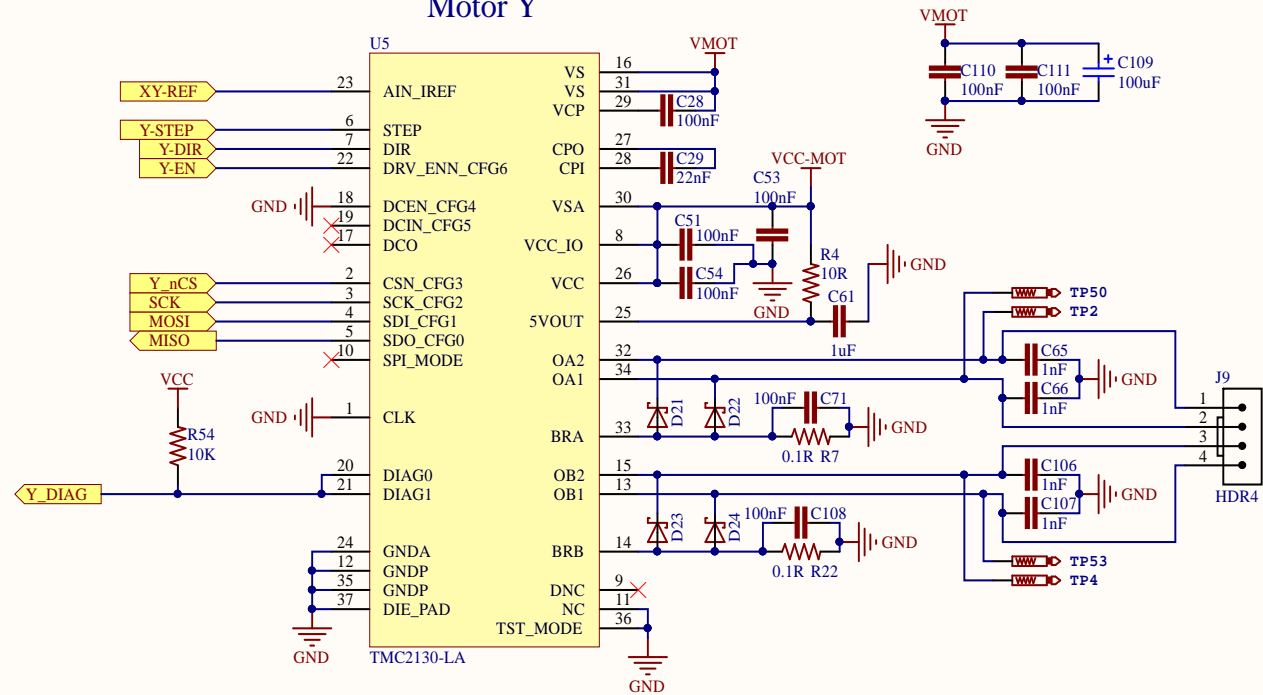 Motor Y
U5
VMOT
VMOT
XY-REF 23 AIN_IREF
VS 16
VS 31
VCP 29
C28
100nF
C110
100nF
C111
100nF
+ C109
100uF
GND
Y-STEP 6 STEP
Y-DIR 7 DIR
Y-EN 22 DRV_ENN_CFG6
CPO 27
CPI 28
C29
22nF
VCC-MOT
C53
100nF
GND 18 DCEN_CFG4
19 DCIN_CFG5
17 DCO
VSA 30
VCC_IO 8
VCC 26
5VOUT 25
C51
100nF
C54
100nF
GND
R4
10R
C61
1uF
GND
Y_nCS 2 CSN_CFG3
SCK 3 SCK_CFG2
MOSI 4 SDI_CFG1
MISO 5 SDO_CFG0
10 SPI_MODE
TP50
TP2
OA2 32
OA1 34
C65
1nF
C66
1nF
GND
VCC
R54
10K
GND 1 CLK
BRA 33
D21
D22
100nF C71
0.1R R7
GND
J9
1
2
3
4
HDR4
Y_DIAG
20 DIAG0
21 DIAG1
OB2 15
OB1 13
C106
1nF
C107
1nF
GND
BRB 14
D23
D24
100nF C108
0.1R R22
GND
TP53
TP4
24 GNDA
12 GNDP
35 GNDP
37 DIE_PAD
GND
DNC 9
NC 11
TST_MODE 36
GND
TMC2130-LA